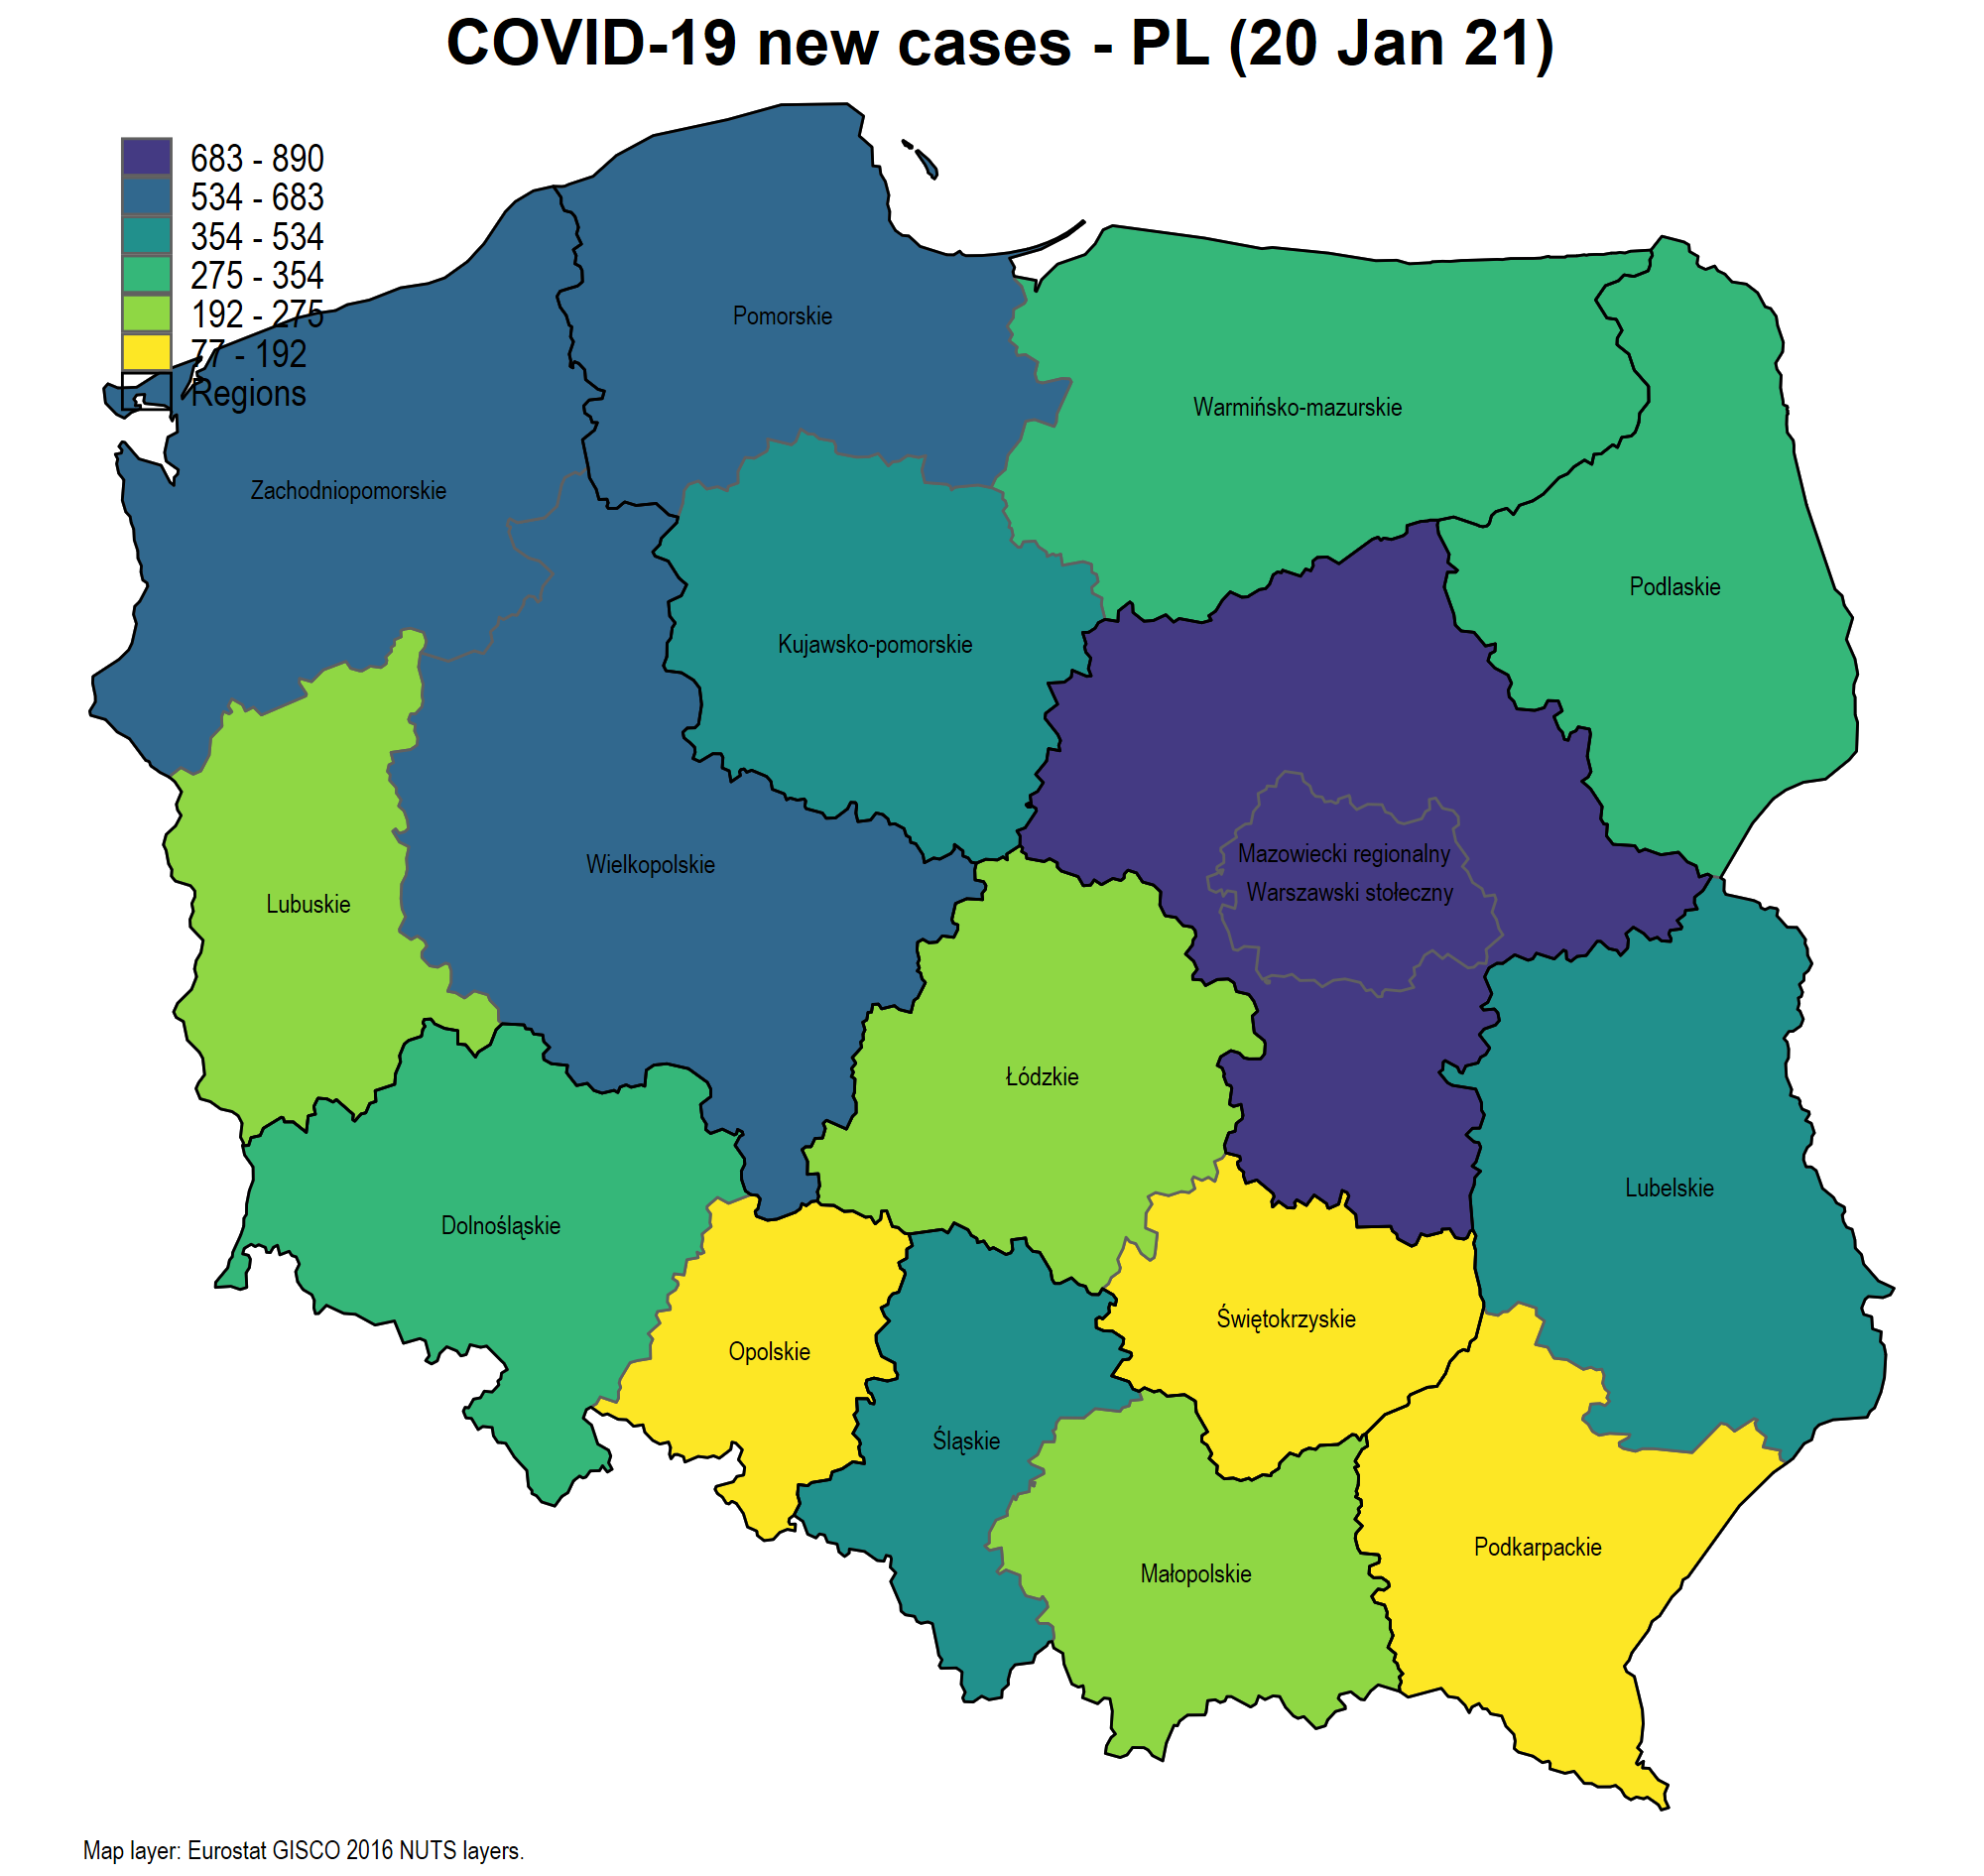 COVID-19 new cases - PL (20 Jan 21)
683 - 890
534 - 683
354 - 534
275 - 354
192 - 275
77 - 192
Regions
Pomorskie
Warmińsko-mazurskie
Zachodniopomorskie
Podlaskie
Kujawsko-pomorskie
Mazowiecki regionalny
Wielkopolskie
Warszawski stołeczny
Lubuskie
Łódzkie
Lubelskie
Dolnośląskie
Świętokrzyskie
Opolskie
Śląskie
Podkarpackie
Małopolskie
Map layer: Eurostat GISCO 2016 NUTS layers.